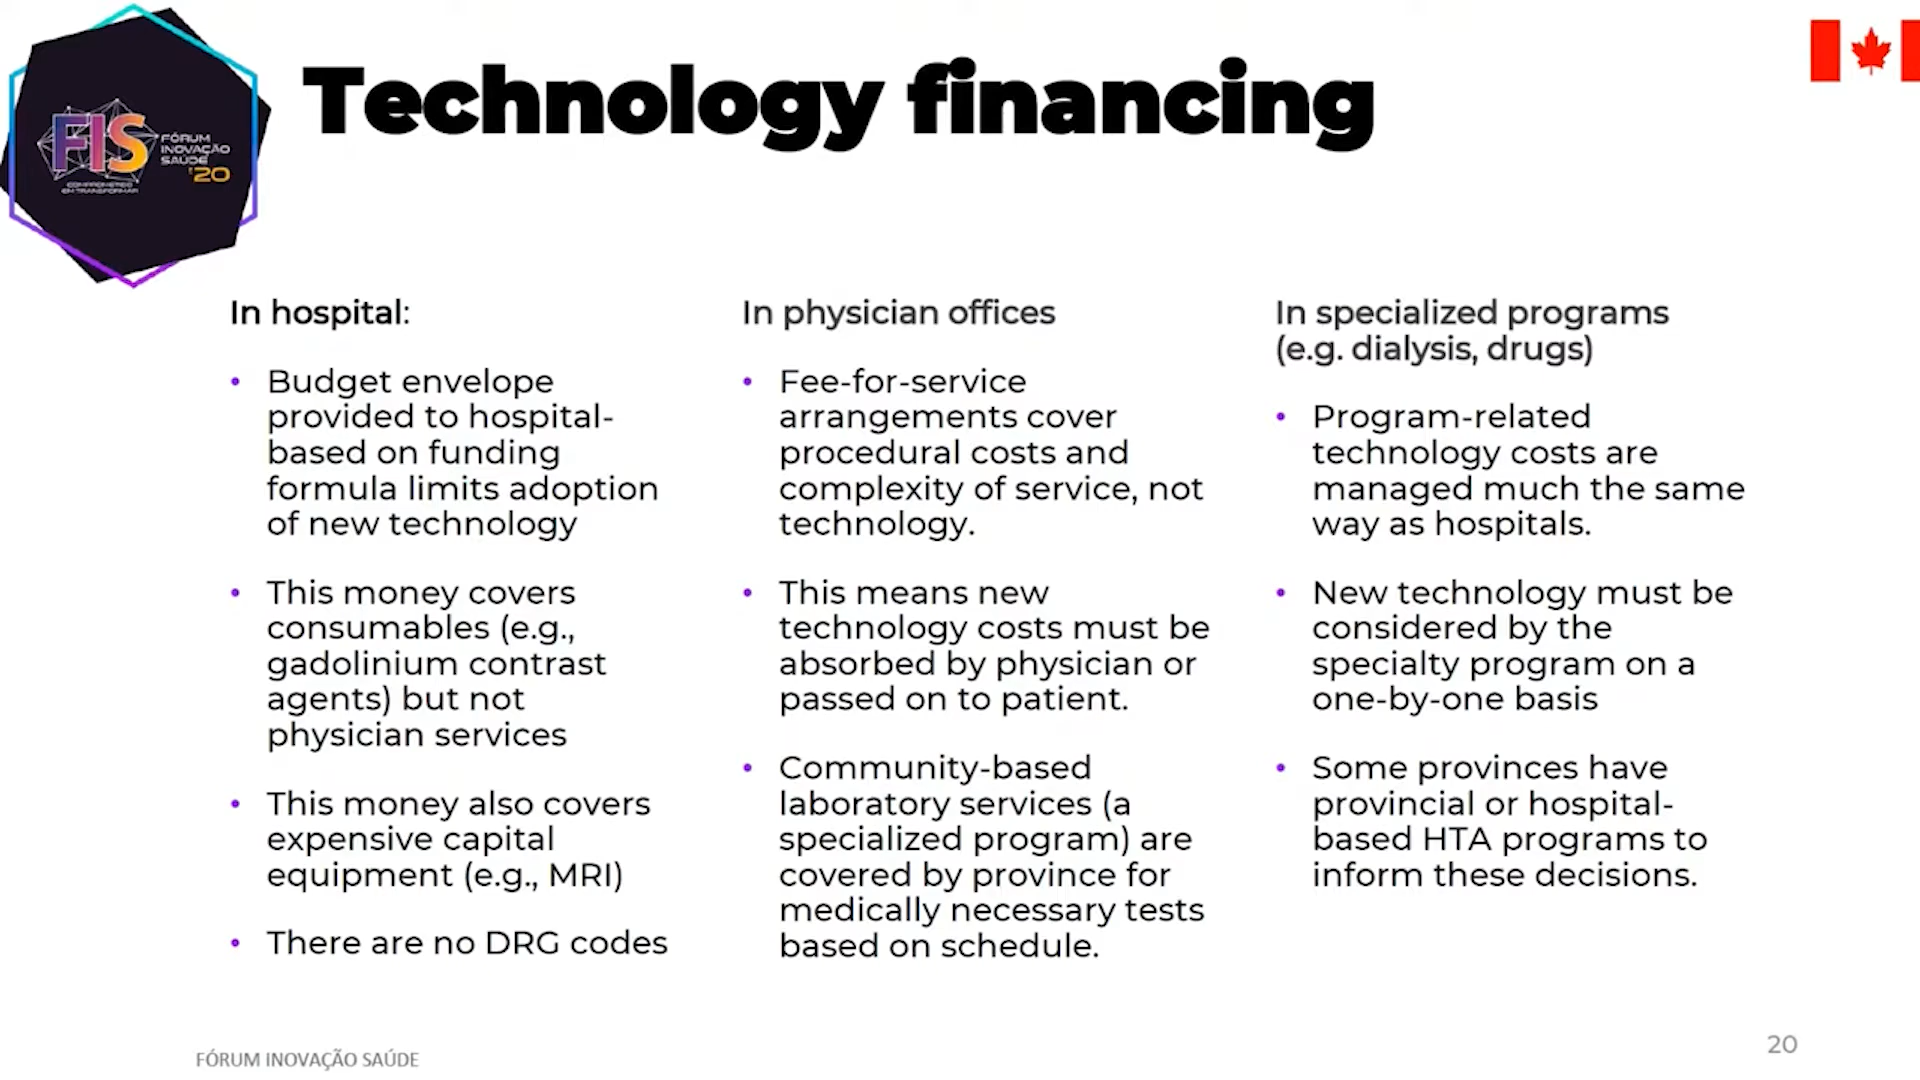 Technology financing
FIS
FÓRUM
INOVAÇÃO
SAÚDE
'20
COMPROMETIDO
EM TRANSFORMAR
In hospital:
• Budget envelope
provided to hospital-
based on funding
formula limits adoption
of new technology
• This money covers
consumables (e.g.,
gadolinium contrast
agents) but not
physician services
• This money also covers
expensive capital
equipment (e.g., MRI)
• There are no DRG codes
In physician offices
• Fee-for-service
arrangements cover
procedural costs and
complexity of service, not
technology.
• This means new
technology costs must be
absorbed by physician or
passed on to patient.
• Community-based
laboratory services (a
specialized program) are
covered by province for
medically necessary tests
based on schedule.
In specialized programs
(e.g. dialysis, drugs)
• Program-related
technology costs are
managed much the same
way as hospitals.
• New technology must be
considered by the
specialty program on a
one-by-one basis
• Some provinces have
provincial or hospital-
based HTA programs to
inform these decisions.
FÓRUM INOVAÇÃO SAÚDE
20